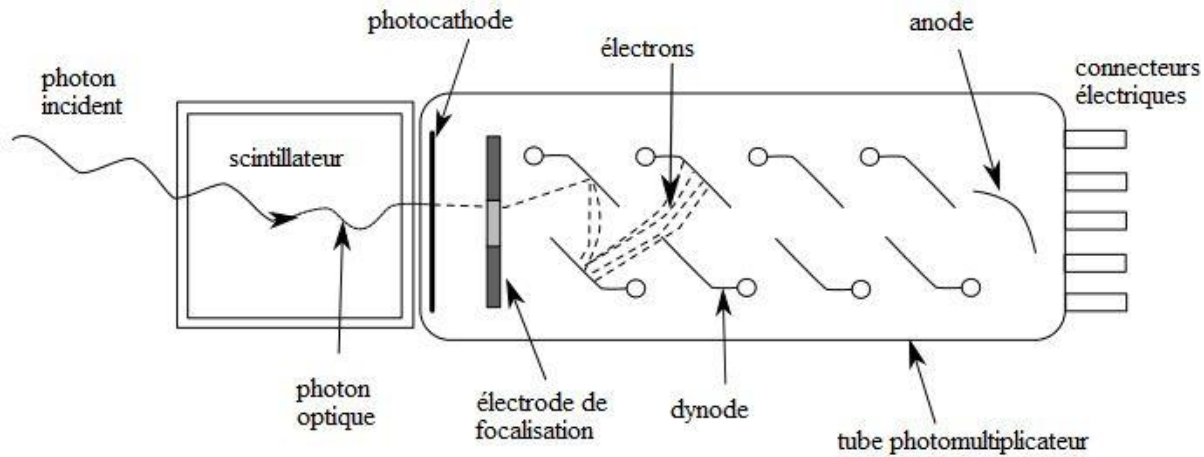 photocathode
anode
électrons
photon
incident
connecteurs
électriques
scintillateur
photon
optique
électrode de
focalisation
dynode
tube photomultiplicateur